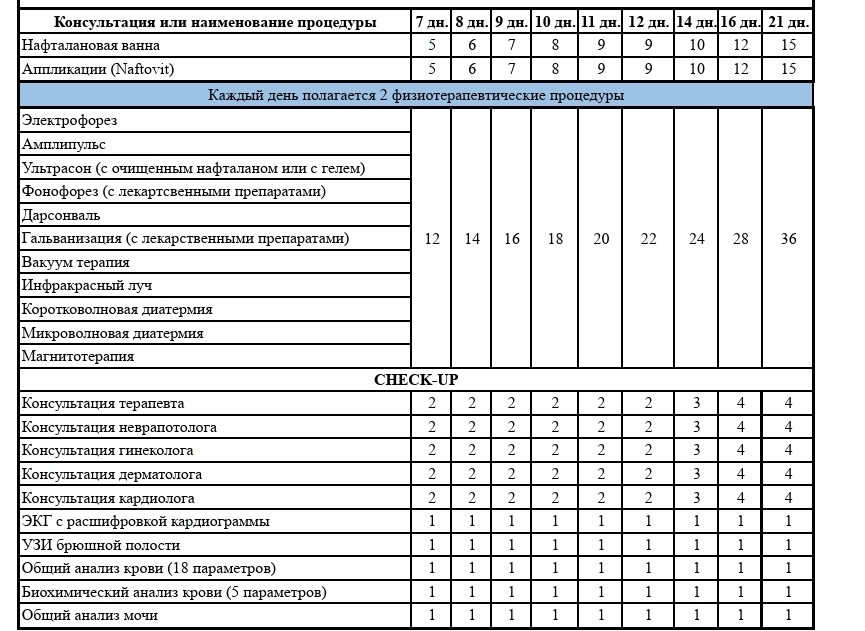 Консультация или наименование процедуры 7 дн. 8 дн. 9 дн. 10 дн. 11 дн. 12 дн. 14 дн. 16 дн. 21 дн.
Нафталановая ванна 5 6 7 8 9 9 10 12 15
Аппликации (Naftovit) 5 6 7 8 9 9 10 12 15
Каждый день полагается 2 физиотерапевтические процедуры
Электрофорез
Амплипульс
Ультрасон (с очищенным нафталаном или с гелем)
Фонофорез (с лекартсвенными препаратами)
Дарсонваль
Гальванизация (с лекарственными препаратами) 12 14 16 18 20 22 24 28 36
Вакуум терапия
Инфракрасный луч
Коротковолновая диатермия
Микроволновая диатермия
Магнитотерапия
CHECK-UP
Консультация терапевта 2 2 2 2 2 2 3 4 4
Консультация неврапотолога 2 2 2 2 2 2 3 4 4
Консультация гинеколога 2 2 2 2 2 2 3 4 4
Консультация дерматолога 2 2 2 2 2 2 3 4 4
Консультация кардиолога 2 2 2 2 2 2 3 4 4
ЭКГ с расшифровкой кардиограммы 1 1 1 1 1 1 1 1 1
УЗИ брюшной полости 1 1 1 1 1 1 1 1 1
Общий анализ крови (18 параметров) 1 1 1 1 1 1 1 1 1
Биохимический анализ крови (5 параметров) 1 1 1 1 1 1 1 1 1
Общий анализ мочи 1 1 1 1 1 1 1 1 1